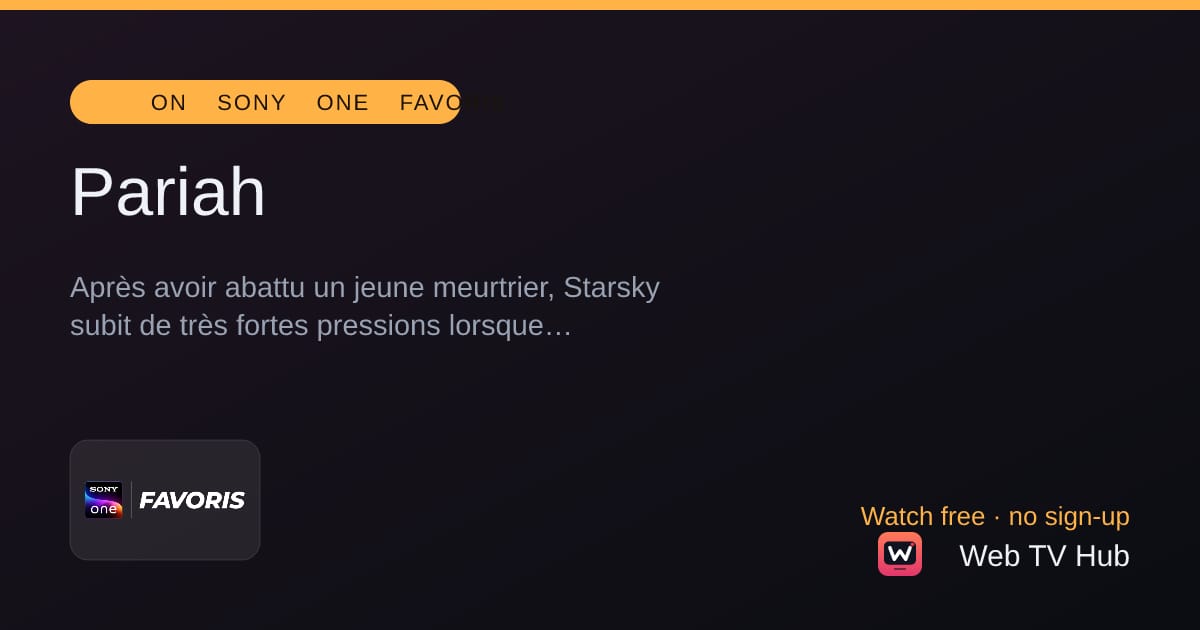 ON SONY ONE FAVO
Pariah
Après avoir abattu un jeune meurtrier, Starsky
subit de très fortes pressions lorsque…
SONY
one
FAVORIS
Watch free · no sign-up
W
Web TV Hub